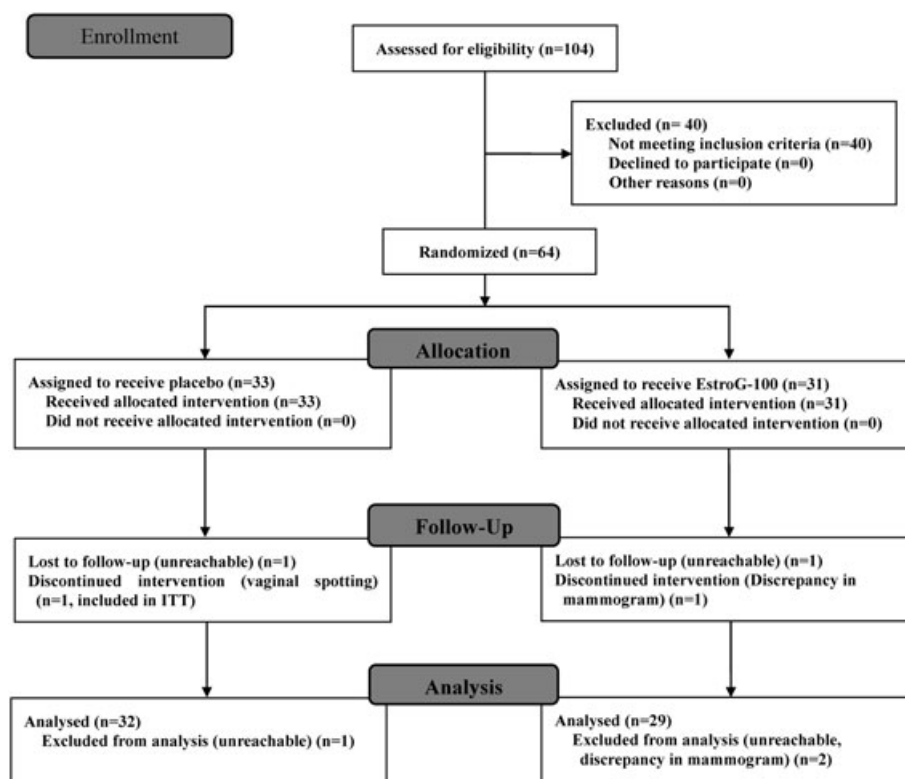 Enrollment
Assessed for eligibility (n=104)
Excluded (n= 40)
Not meeting inclusion criteria (n=40)
Declined to participate (n=0)
Other reasons (n=0)
Randomized (n=64)
Allocation
Assigned to receive placebo (n=33)
Received allocated intervention (n=33)
Did not receive allocated intervention (n=0)
Assigned to receive EstroG-100 (n=31)
Received allocated intervention (n=31)
Did not receive allocated intervention (n=0)
Follow-Up
Lost to follow-up (unreachable) (n=1)
Discontinued intervention (vaginal spotting)
(n=1, included in ITT)
Lost to follow-up (unreachable) (n=1)
Discontinued intervention (Discrepancy in
mammogram) (n=1)
Analysis
Analysed (n=32)
Excluded from analysis (unreachable) (n=1)
Analysed (n=29)
Excluded from analysis (unreachable,
discrepancy in mammogram) (n=2)